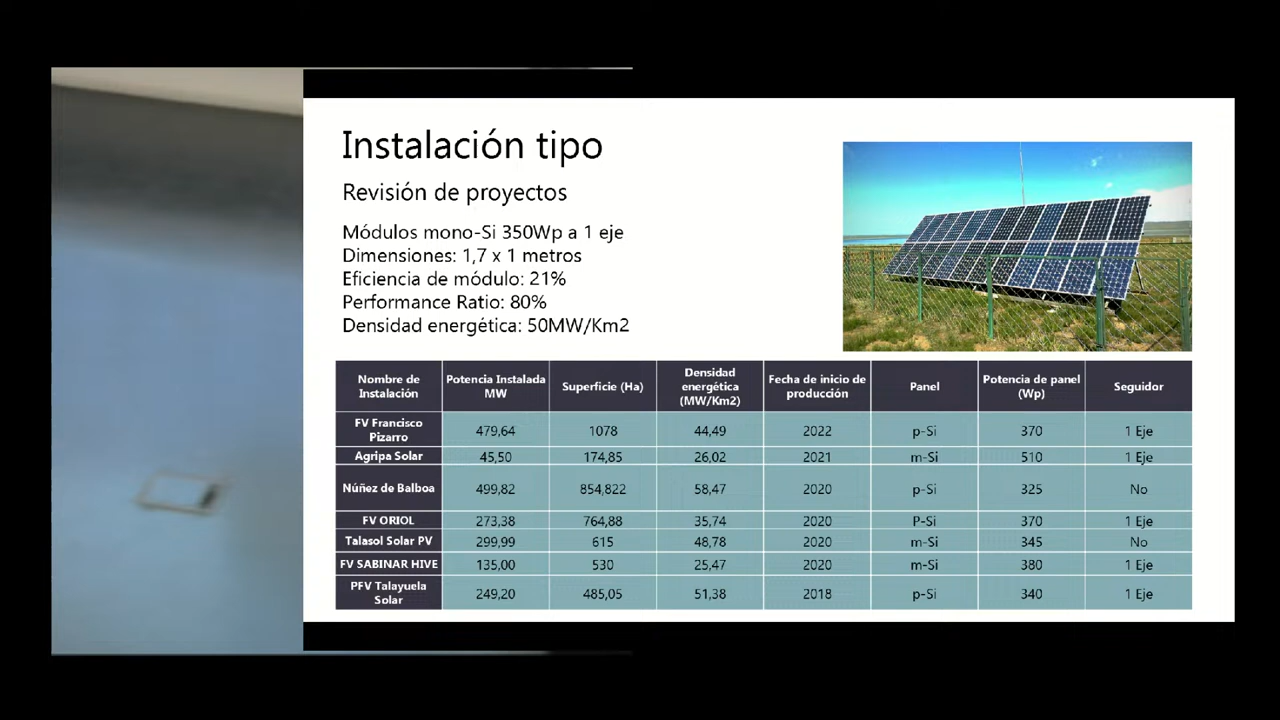 Instalación tipo
Revisión de proyectos
Módulos mono-Si 350Wp a 1 eje
Dimensiones: 1,7 x 1 metros
Eficiencia de módulo: 21%
Performance Ratio: 80%
Densidad energética: 50MW/Km2
Nombre de Instalación Potencia Instalada MW Superficie (Ha) Densidad energética (MW/Km2) Fecha de inicio de producción Panel Potencia de panel (Wp) Seguidor
FV Francisco Pizarro 479,64 1078 44,49 2022 p-Si 370 1 Eje
Agripa Solar 45,50 174,85 26,02 2021 m-Si 510 1 Eje
Núñez de Balboa 499,82 854,822 58,47 2020 p-Si 325 No
FV ORIOL 273,38 764,88 35,74 2020 P-Si 370 1 Eje
Talasol Solar PV 299,99 615 48,78 2020 m-Si 345 No
FV SABINAR HIVE 135,00 530 25,47 2020 m-Si 380 1 Eje
PFV Talayuela Solar 249,20 485,05 51,38 2018 p-Si 340 1 Eje